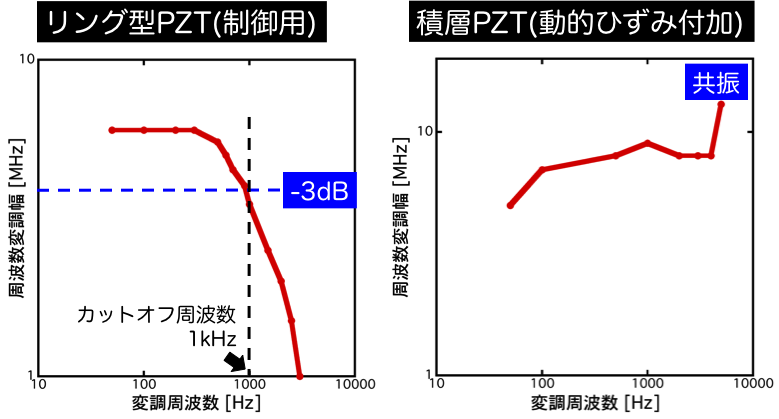 リング型PZT(制御用)
10
周波数変調幅 [MHz]
-3dB
カットオフ周波数
1kHz
1
10
100
1000
10000
変調周波数 [Hz]
積層PZT(動的ひずみ付加)
共振
10
周波数変調幅 [MHz]
1
10
100
1000
10000
変調周波数 [Hz]